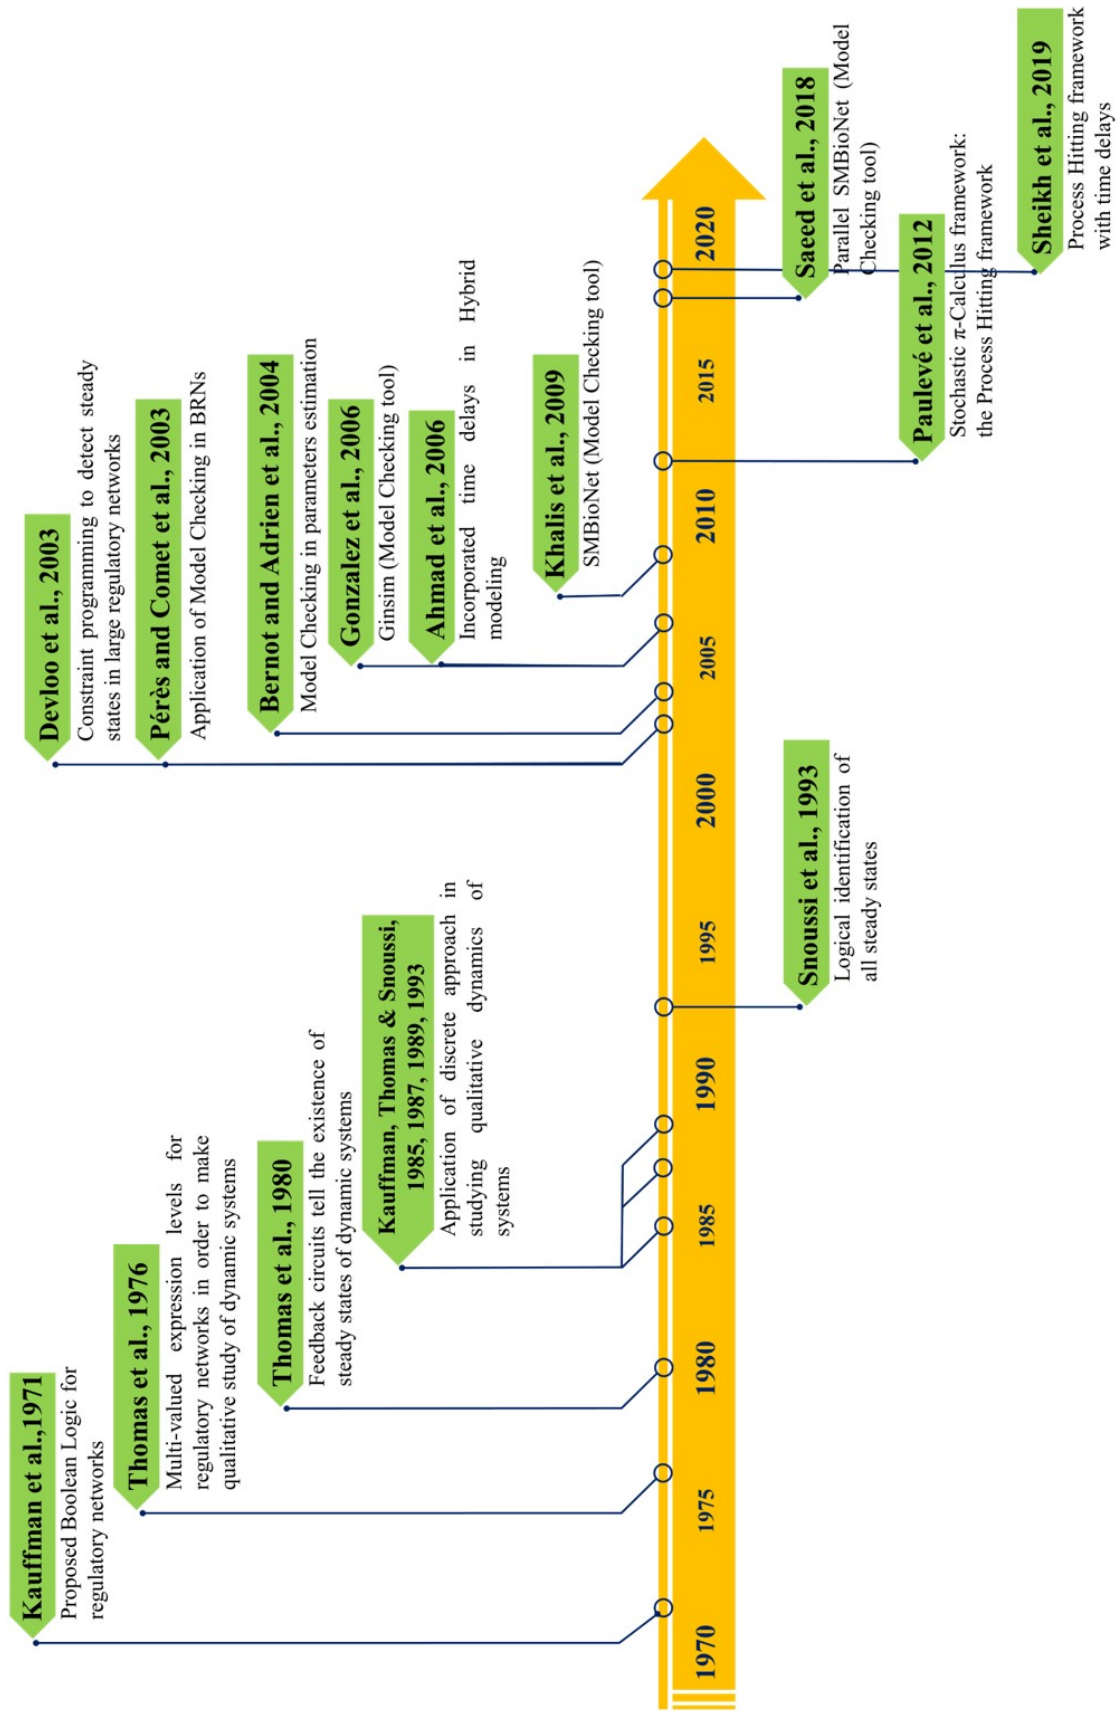 Kauffman et al.,1971
Proposed Boolean Logic for
regulatory networks
Thomas et al., 1976
Multi-valued expression levels for
regulatory networks in order to make
qualitative study of dynamic systems
Thomas et al., 1980
Feedback circuits tell the existence of
steady states of dynamic systems
Kauffman, Thomas & Snoussi,
1985, 1987, 1989, 1993
Application of discrete approach in
studying qualitative dynamics of
systems
Devloo et al., 2003
Constraint programming to detect steady
states in large regulatory networks
Pérès and Comet et al., 2003
Application of Model Checking in BRNs
Bernot and Adrien et al., 2004
Model Checking in parameters estimation
Gonzalez et al., 2006
Ginsim (Model Checking tool)
Ahmad et al., 2006
Incorporated time delays in Hybrid
modeling
Khalis et al., 2009
SMBioNet (Model Checking tool)
1970
1975
1980
1985
1990
1995
2000
2005
2010
2015
2020
Snoussi et al., 1993
Logical identification of
all steady states
Saeed et al., 2018
Parallel SMBioNet (Model
Checking tool)
Paulevé et al., 2012
Stochastic π-Calculus framework:
the Process Hitting framework
Sheikh et al., 2019
Process Hitting framework
with time delays